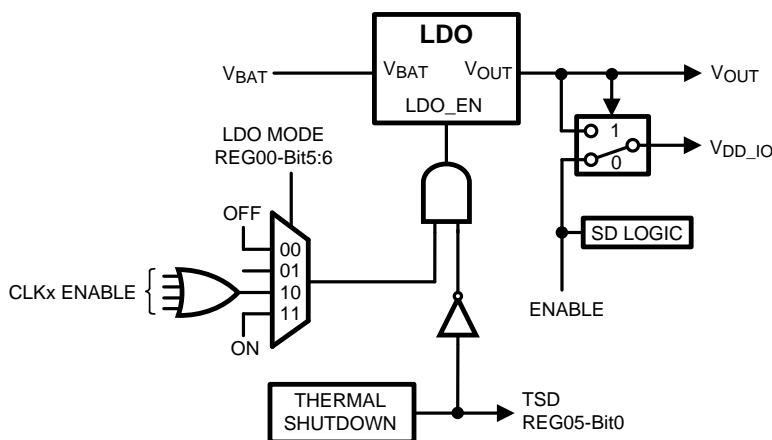 LDO
VBAT
VBAT
VOUT
VOUT
LDO_EN
LDO MODE
REG00-Bit5:6
1
0
VDD_IO
OFF
00
01
10
11
SD LOGIC
CLKx ENABLE
ENABLE
ON
THERMAL
SHUTDOWN
TSD
REG05-Bit0